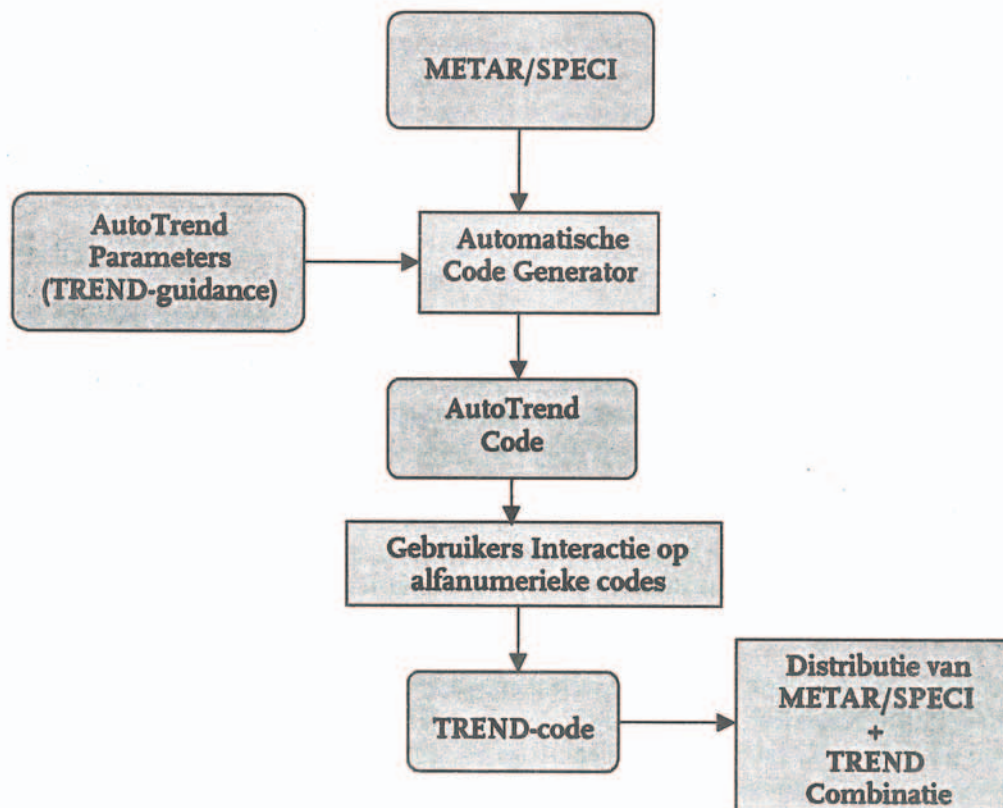 METAR/SPECI
AutoTrend
Parameters
(TREND-guidance)
Automatische
Code Generator
AutoTrend
Code
Gebruikers Interactie op
alfanumerieke codes
TREND-code
Distributie van
METAR/SPECI
+
TREND
Combinatie